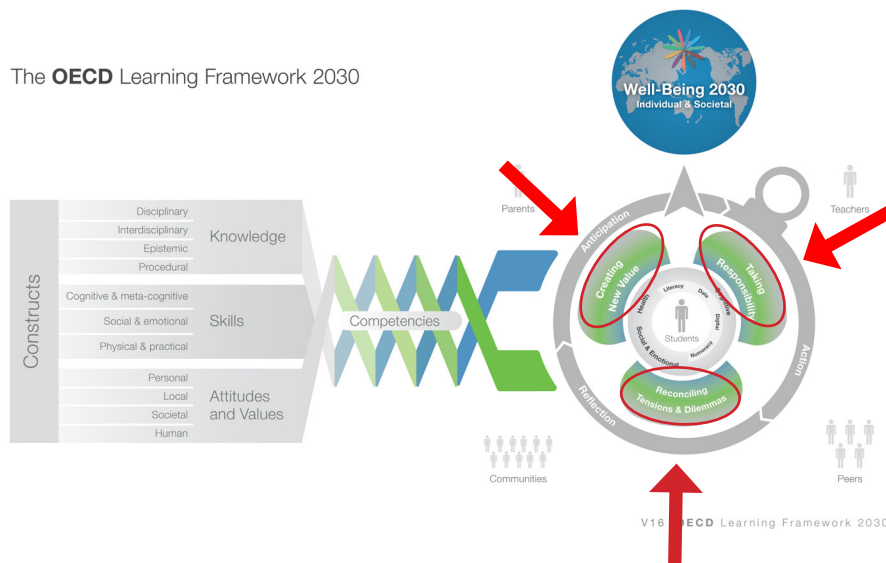 The OECD Learning Framework 2030
Well-Being 2030
Individual & Societal
Parents
Teachers
Constructs
Disciplinary
Interdisciplinary
Epistemic
Procedural
Knowledge
Cognitive & meta-cognitive
Social & emotional
Physical & practical
Skills
Personal
Local
Societal
Human
Attitudes
and Values
Competencies
Anticipation
Action
Reflection
Creating
New Value
Taking
Responsibility
Reconciling
Tensions & Dilemmas
Students
Health
Literacy
Data
Digital
Numeracy
Social & Emotional
Communities
Peers
V16 OECD Learning Framework 2030